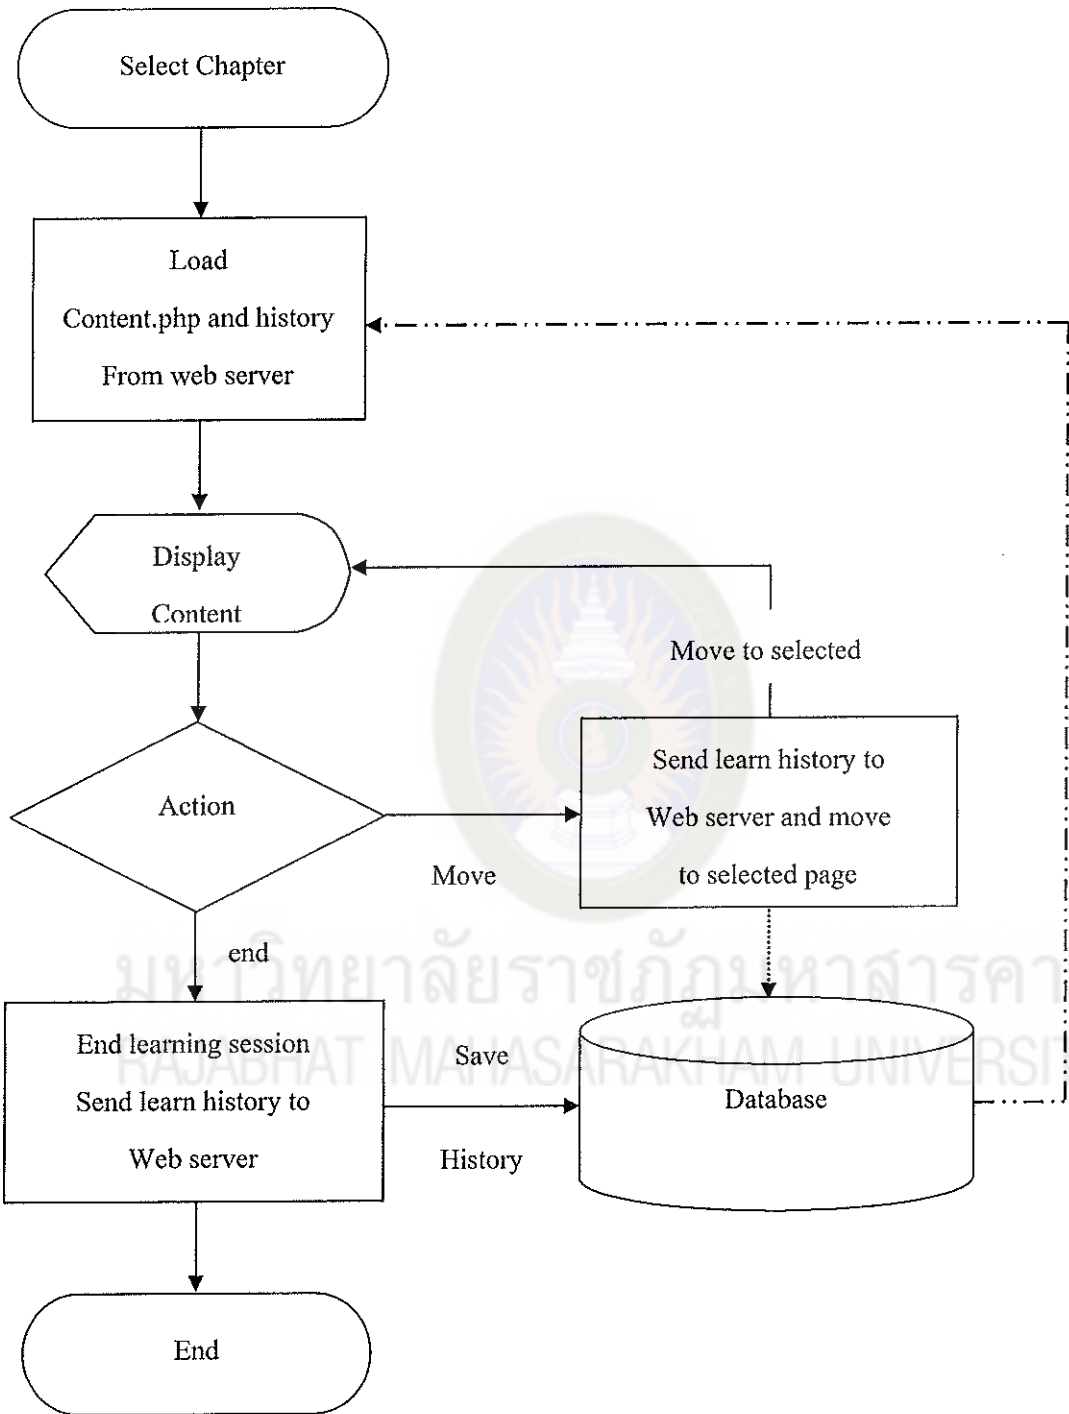 Select Chapter
Load
Content.php and history
From web server
Display
Content
Move to selected
Action
Move
Send learn history to
Web server and move
to selected page
end
มหาวิทยาลัยราชภัฏมหาสารคา
RAJABHAT MAHASARAKHAM UNIVERSIT
End learning session
Send learn history to
Web server
Save
History
Database
End